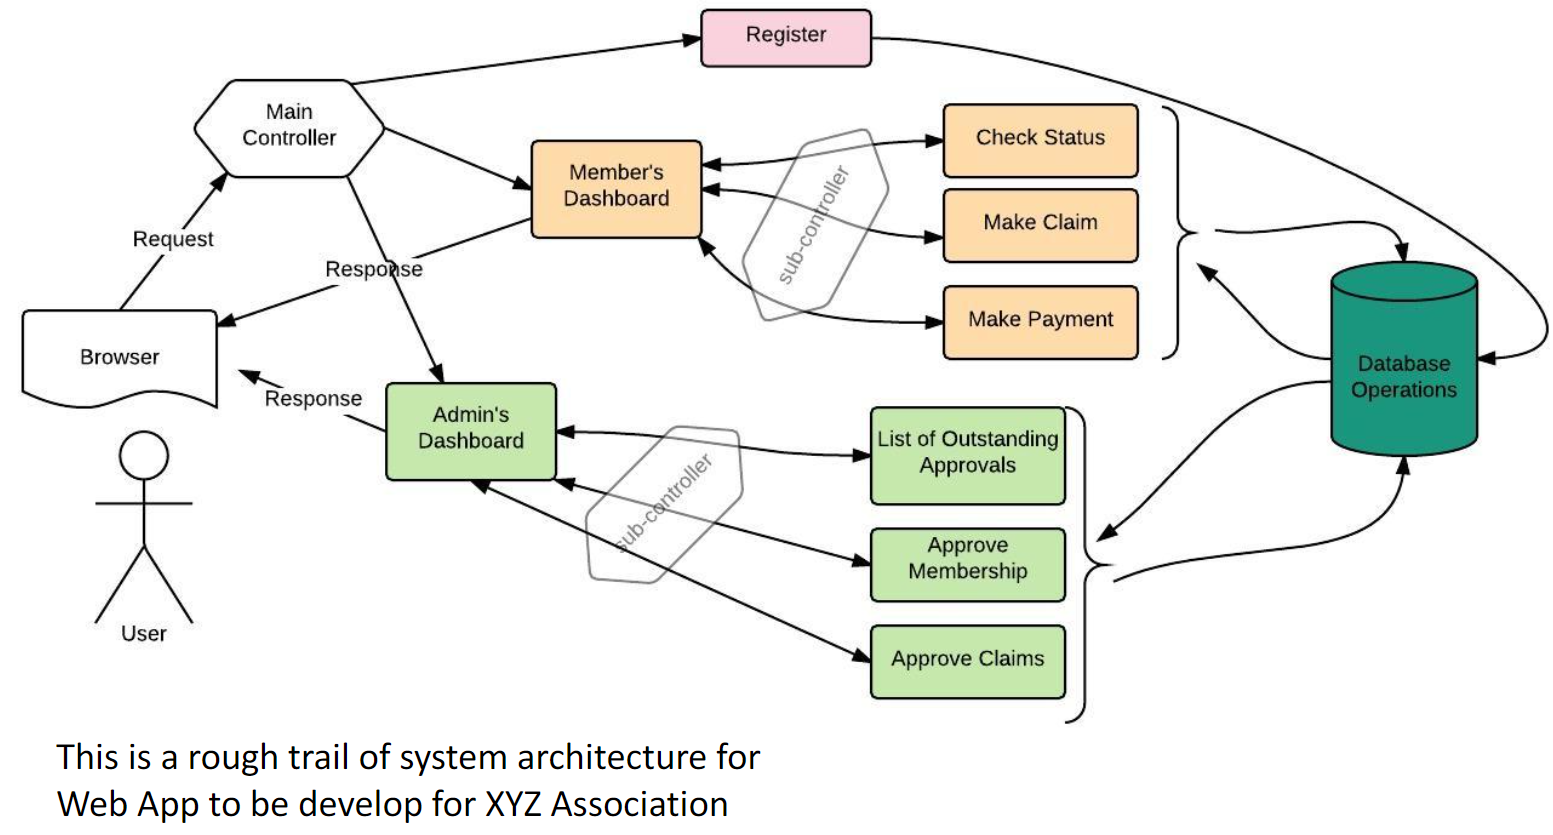 Register
Main
Controller
Check Status
Member's
Dashboard
sub-controller
Make Claim
Request
Response
Make Payment
Browser
Database
Operations
Response
Admin's
Dashboard
List of Outstanding
Approvals
sub-controller
Approve
Membership
User
Approve Claims
This is a rough trail of system architecture for
Web App to be develop for XYZ Association